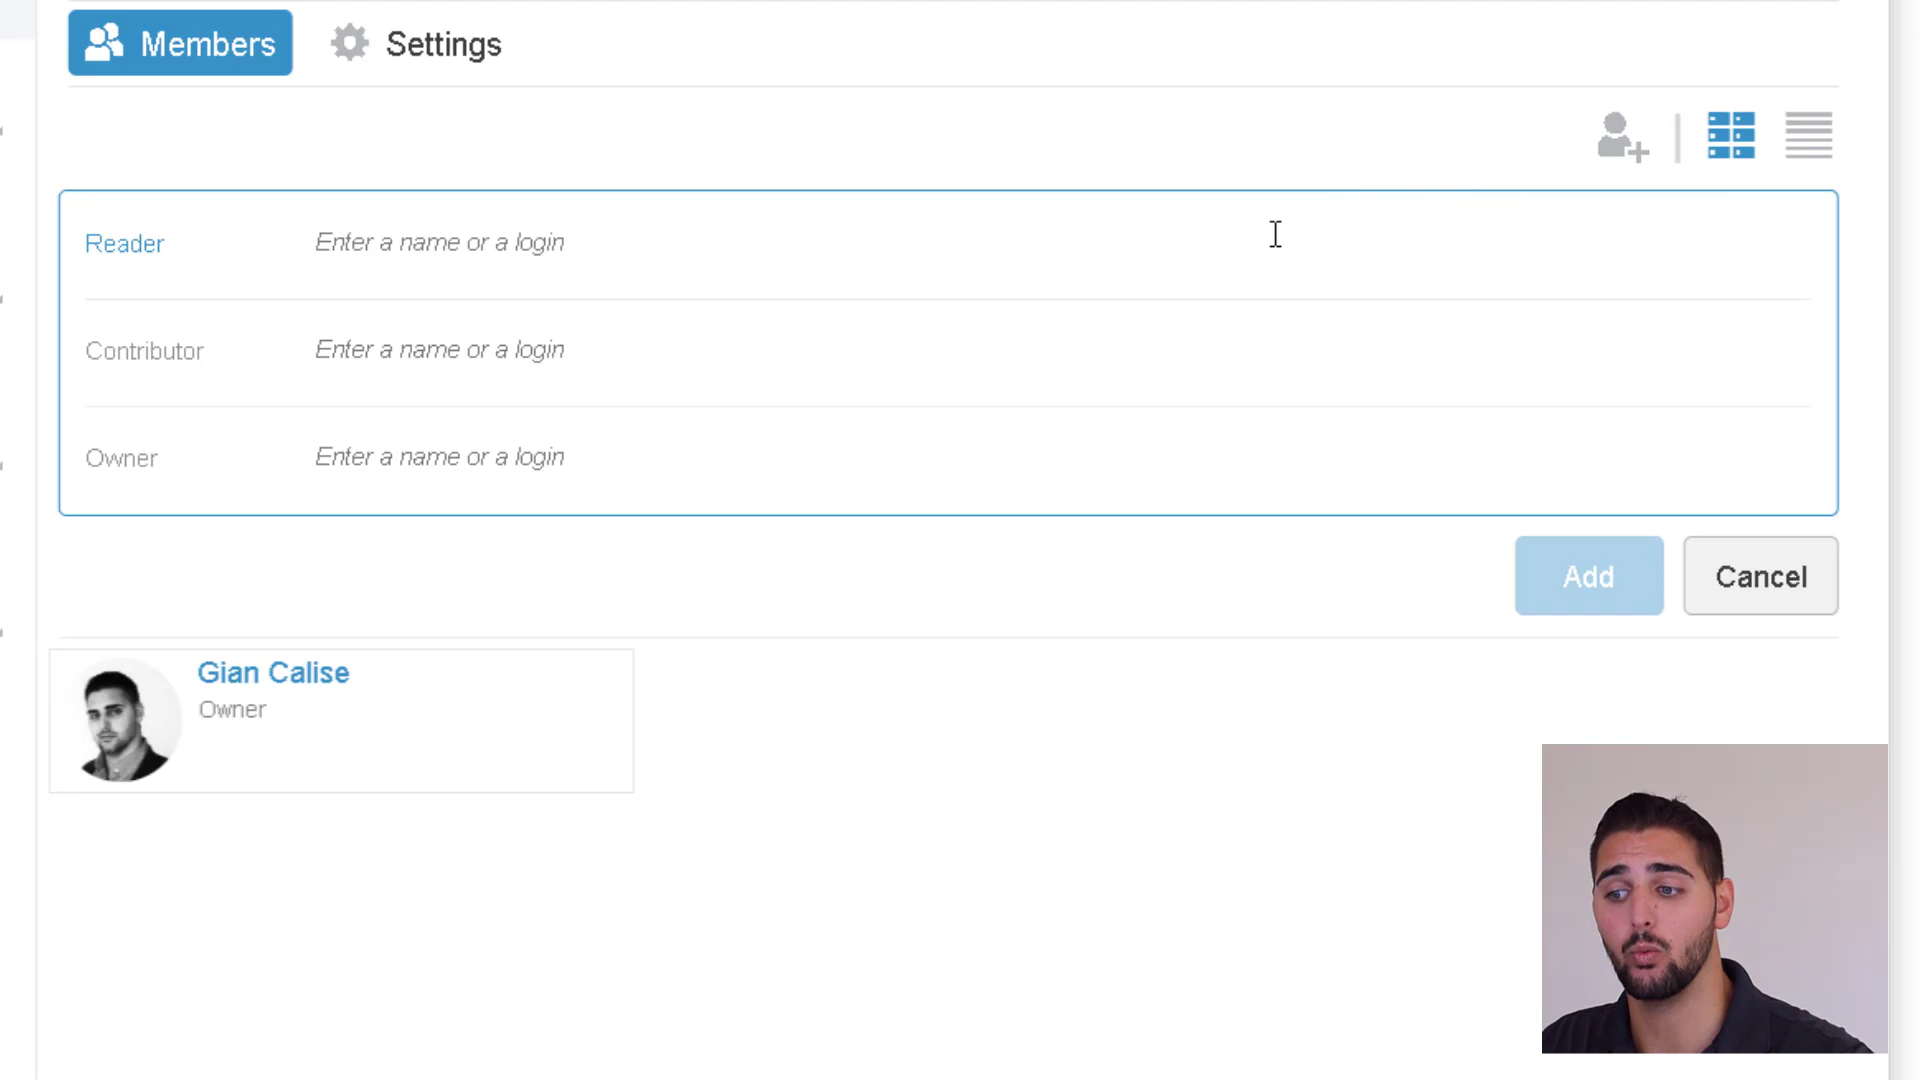 Members Settings
Reader Enter a name or a login
Contributor Enter a name or a login
Owner Enter a name or a login
Add Cancel
Gian Calise
Owner